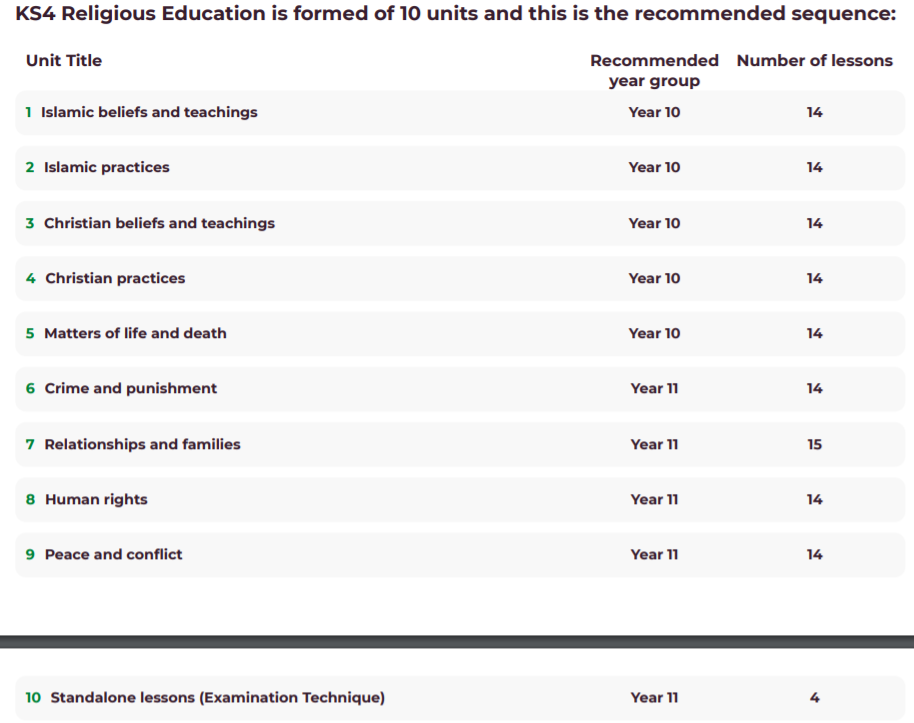 KS4 Religious Education is formed of 10 units and this is the recommended sequence:
Unit Title Recommended year group Number of lessons
1 Islamic beliefs and teachings Year 10 14
2 Islamic practices Year 10 14
3 Christian beliefs and teachings Year 10 14
4 Christian practices Year 10 14
5 Matters of life and death Year 10 14
6 Crime and punishment Year 11 14
7 Relationships and families Year 11 15
8 Human rights Year 11 14
9 Peace and conflict Year 11 14
10 Standalone lessons (Examination Technique) Year 11 4